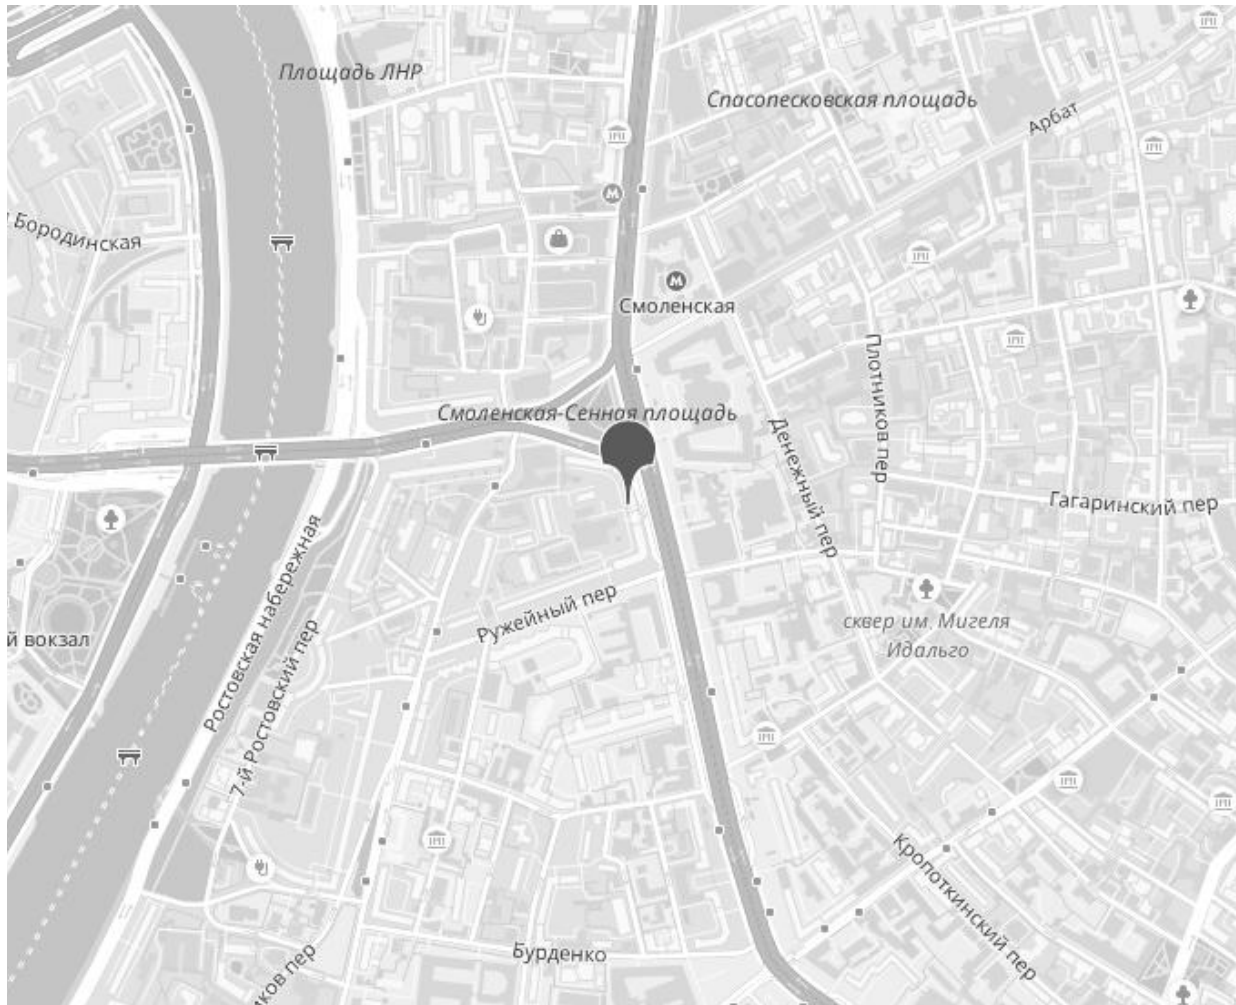 Площадь ЛНР
Спасопесковская площадь
Арбат
Бородинская
М
М
Смоленская
Плотников пер
Смоленская-Сенная площадь
Денежный пер
Гагаринский пер
Ростовская набережная
Ружейный пер
сквер им. Мигеля
Идальго
й вокзал
7-й Ростовский пер
Кропоткинский пер
Бурденко
ков пер